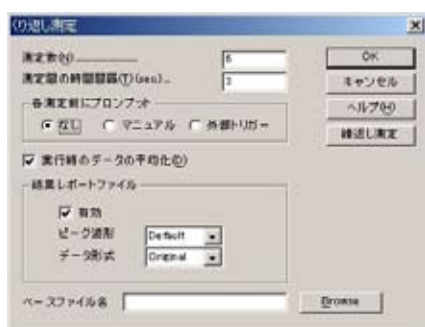 くり返し測定
測定数(N)................ 6
測定間の時間間隔(T)(sec)... 3
OK
キャンセル
ヘルプ(H)
繰返し測定
各測定前にプロンプット
なし マニュアル 外部トリガー
実行時のデータの平均化(D)
結果レポートファイル
有効
ピーク波形 Default
データ形式 Original
ベースファイル名
Browse